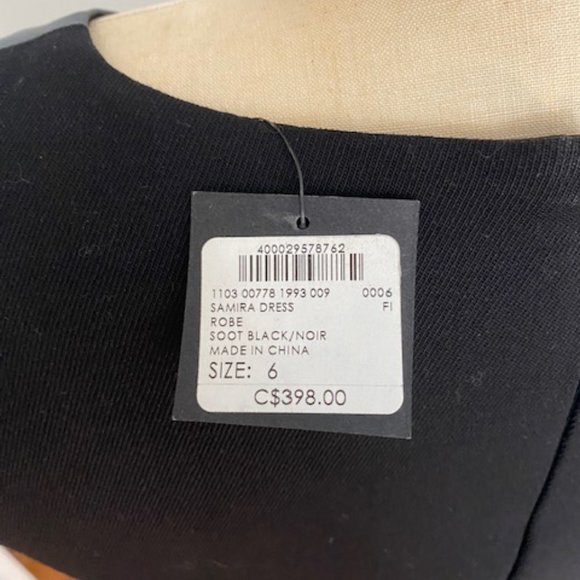 400029578762
1103 00778 1993 009 0006
SAMIRA DRESS FI
ROBE
SOOT BLACK/NOIR
MADE IN CHINA
SIZE: 6
C$398.00